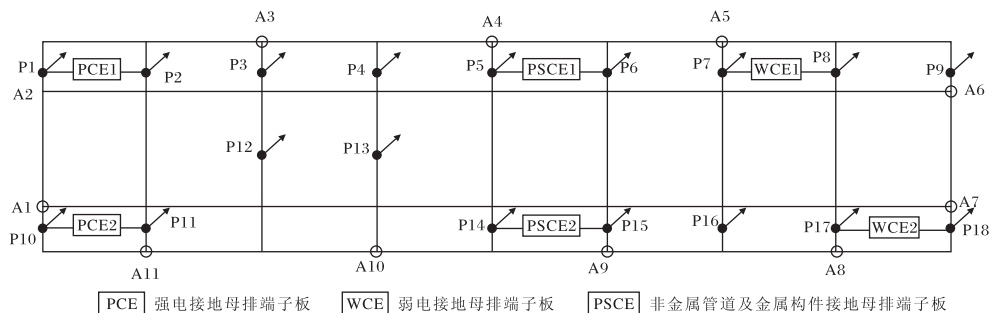 A3
A4
A5
P1 PCE1 P2 P3 P4 P5 PSCE1 P6 P7 WCE1 P8 P9
A2 A6
P12 P13
A1 A7
P10 PCE2 P11 P14 PSCE2 P15 P16 P17 WCE2 P18
A11 A10 A9 A8
PCE 强电接地母排端子板 WCE 弱电接地母排端子板 PSCE 非金属管道及金属构件接地母排端子板